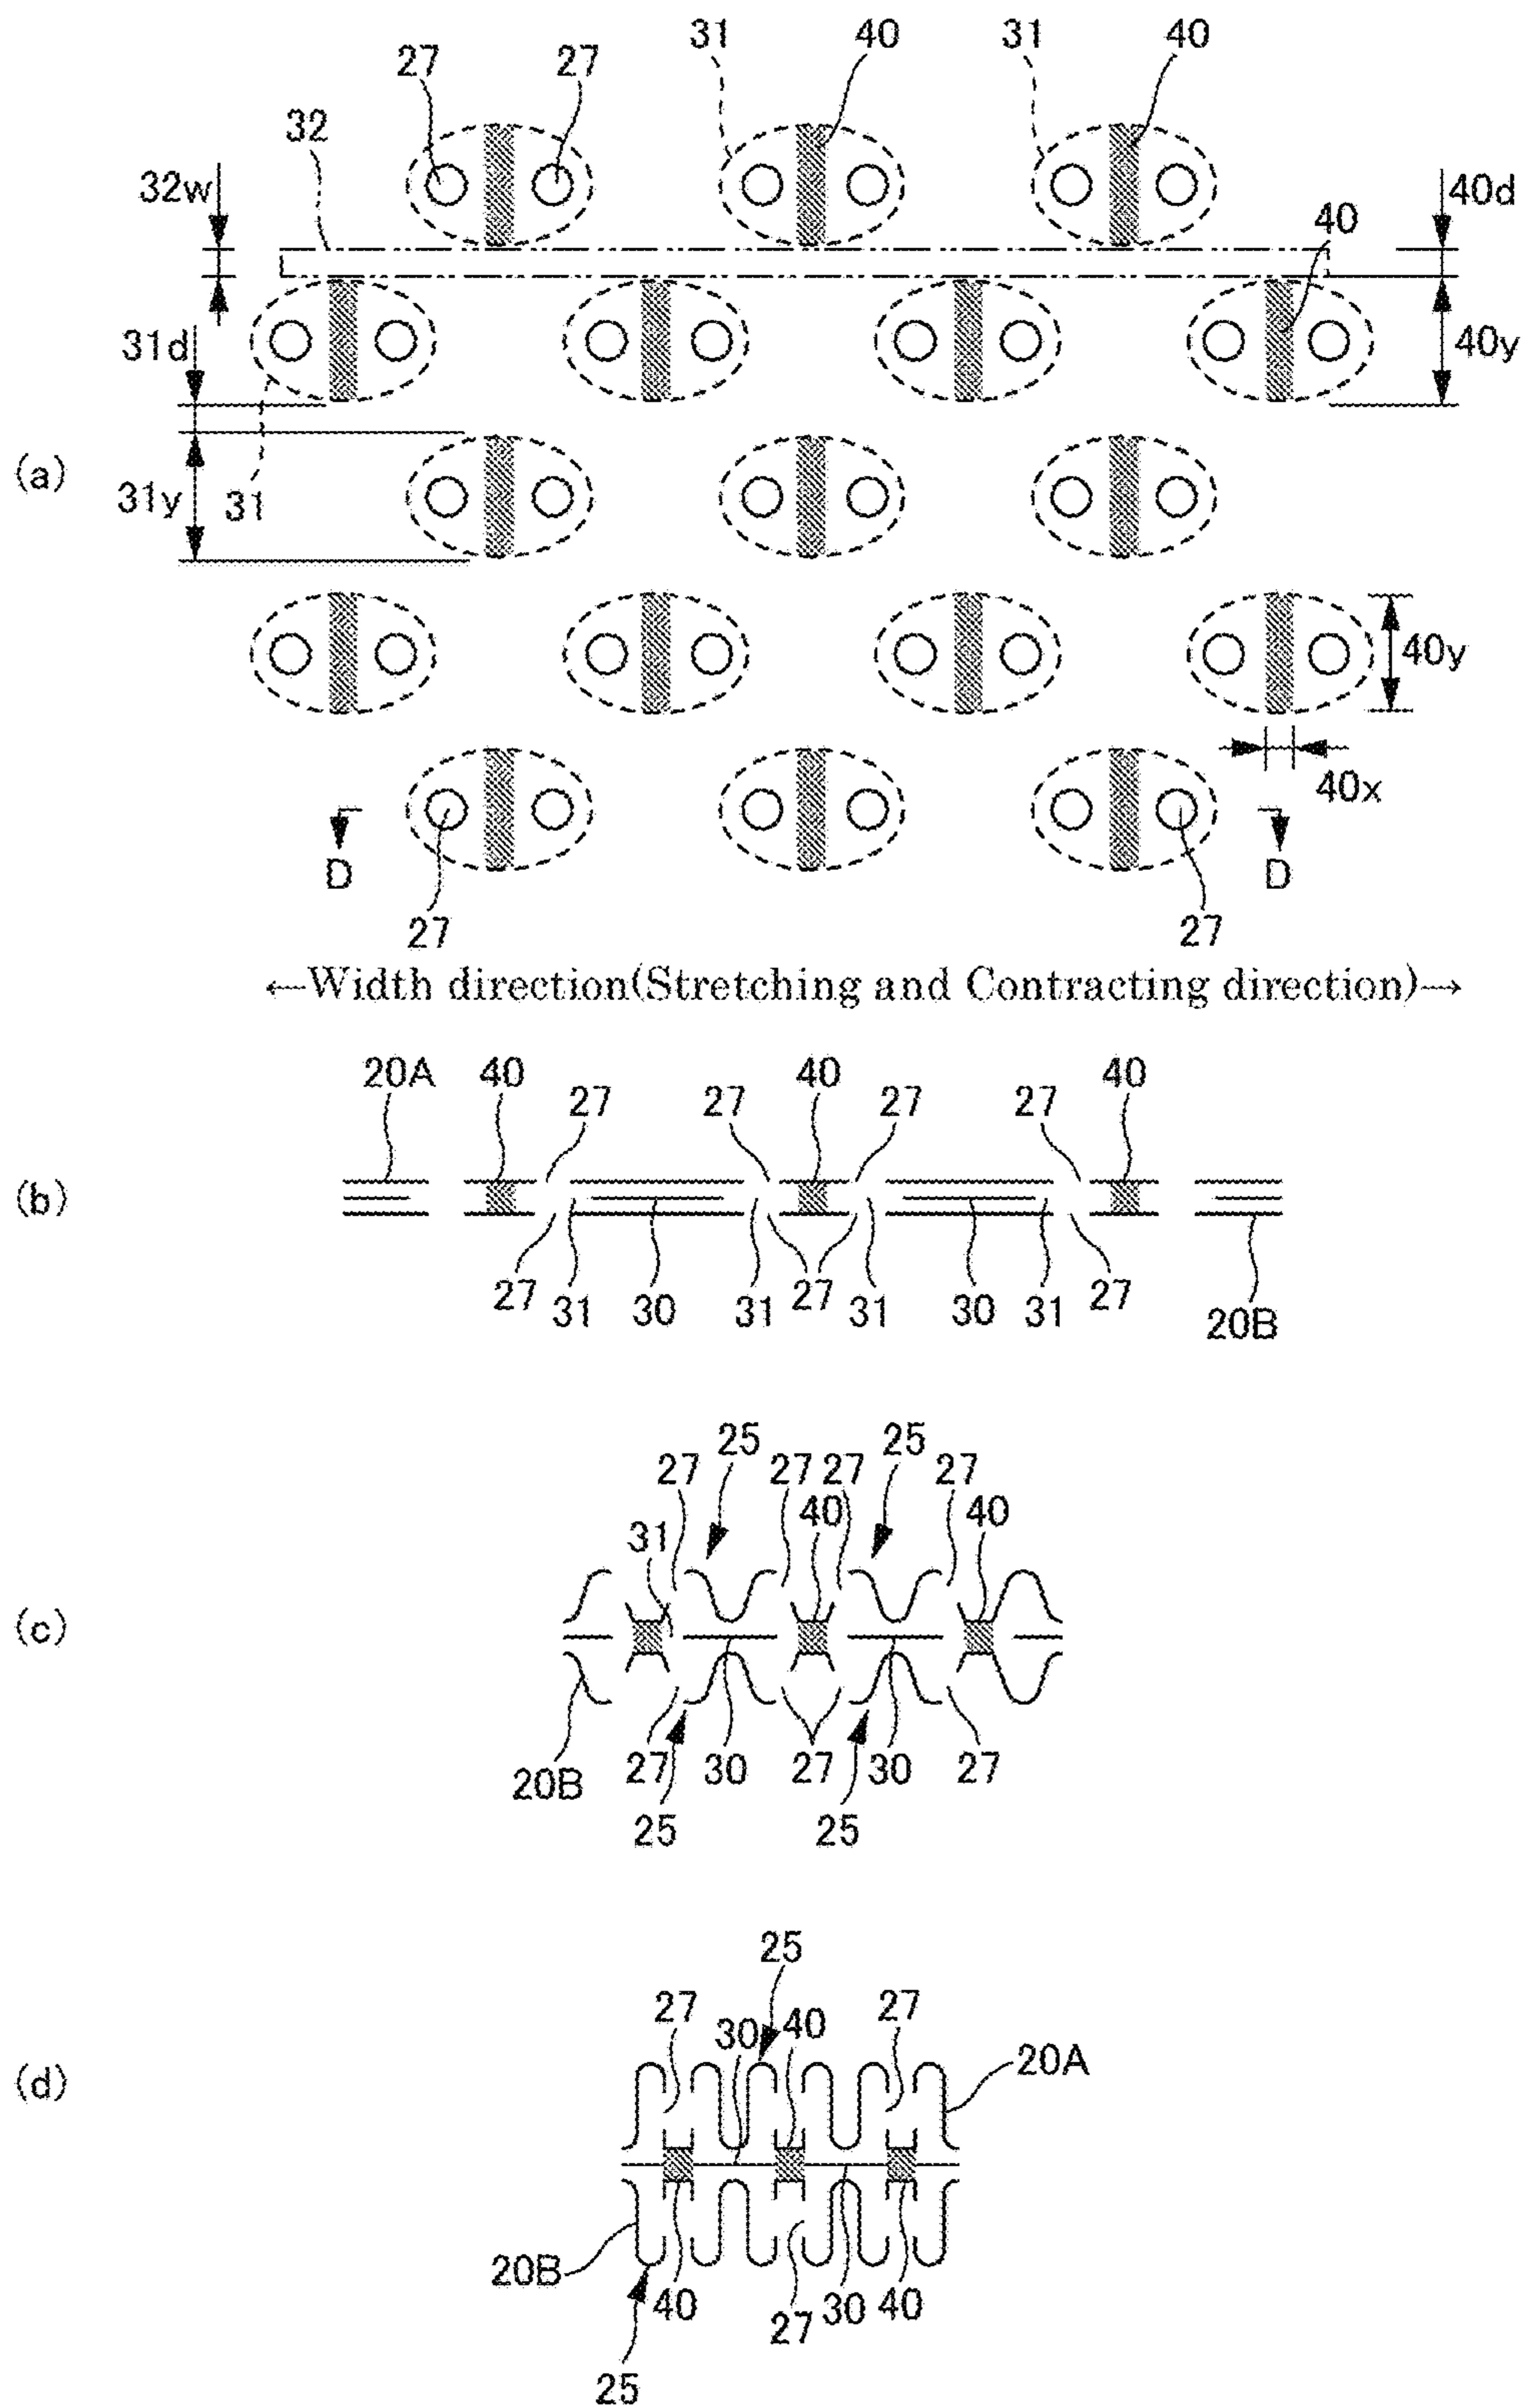 31 40 31 40
27 27
32
32w 40d
40
31d 40y
(a)
31y 31
40y
40x
D D
27 27
←Width direction(Stretching and Contracting direction)→
20A 40 27 27 40 27 27 40
(b)
27 31 30 31 27 31 30 31 27
20B
25 25
27 27 27 27
40 40
31
(c)
20B 27 30 27 30 27
25 25
25
27 30 40 27
(d) 20A
20B
40 27 30 40
25